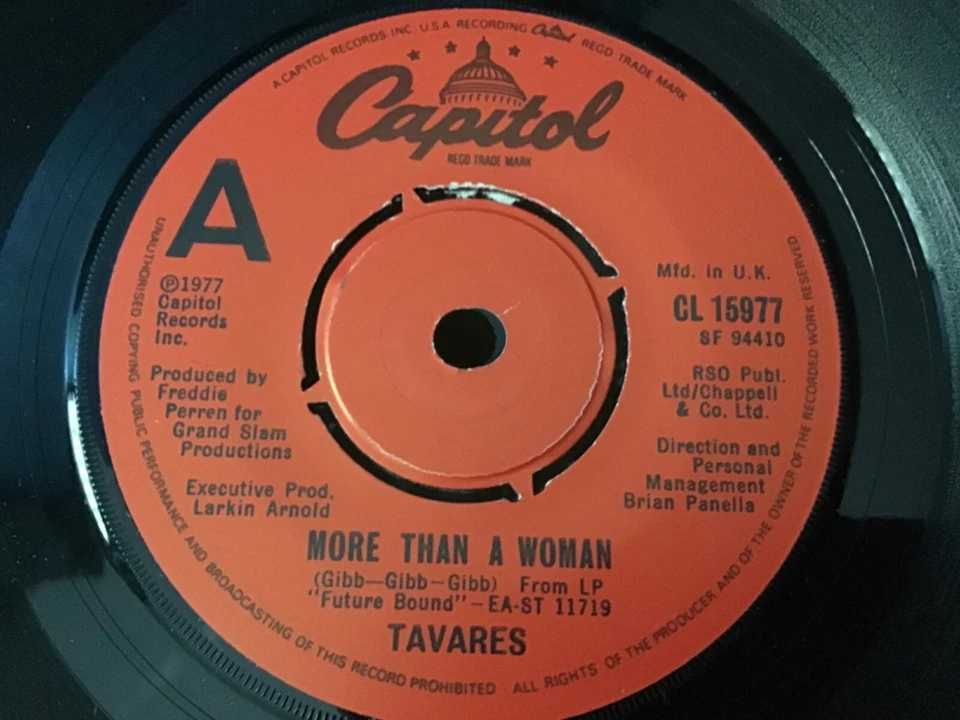 A CAPITOL RECORDS INC. U.S.A. RECORDING Capitol REGD TRADE MARK
Capitol
REGD TRADE MARK
A
℗1977
Capitol
Records
Inc.
Produced by
Freddie
Perren for
Grand Slam
Productions
Executive Prod.
Larkin Arnold
Mfd. in U.K.
CL 15977
SF 94410
RSO Publ.
Ltd/Chappell
& Co. Ltd.
Direction and
Personal
Management
Brian Panella
MORE THAN A WOMAN
(Gibb—Gibb—Gibb) From LP
"Future Bound"–EA-ST 11719
TAVARES
UNAUTHORISED COPYING PUBLIC PERFORMANCE AND BROADCASTING OF THIS RECORD PROHIBITED · ALL RIGHTS OF THE PRODUCER AND OF THE OWNER OF THE RECORDED WORK RESERVED